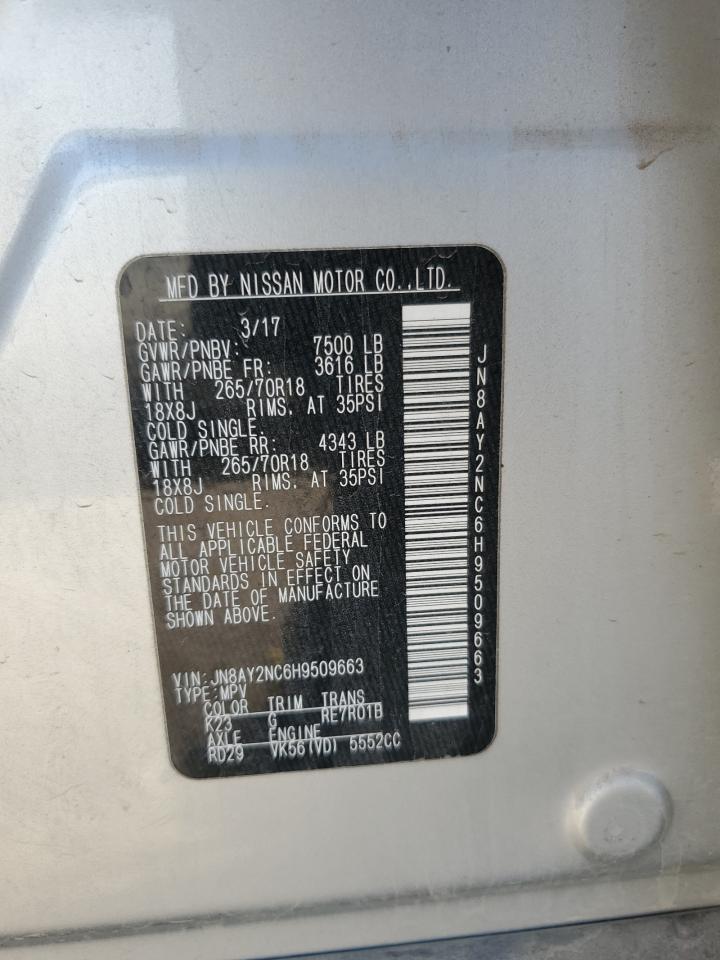 MFD BY NISSAN MOTOR CO.,LTD.
DATE: 3/17
GVWR/PNBV: 7500 LB
GAWR/PNBE FR: 3616 LB
WITH 265/70R18 TIRES
18X8J RIMS. AT 35PSI
COLD SINGLE.
GAWR/PNBE RR: 4343 LB
WITH 265/70R18 TIRES
18X8J RIMS. AT 35PSI
COLD SINGLE.
THIS VEHICLE CONFORMS TO
ALL APPLICABLE FEDERAL
MOTOR VEHICLE SAFETY
STANDARDS IN EFFECT ON
THE DATE OF MANUFACTURE
SHOWN ABOVE.
VIN:JN8AY2NC6H9509663
TYPE:MPV
COLOR TRIM TRANS
K23 G RE7R01B
AXLE ENGINE
RD29 VK56(VD) 5552CC
JN8AY2NC6H9509663